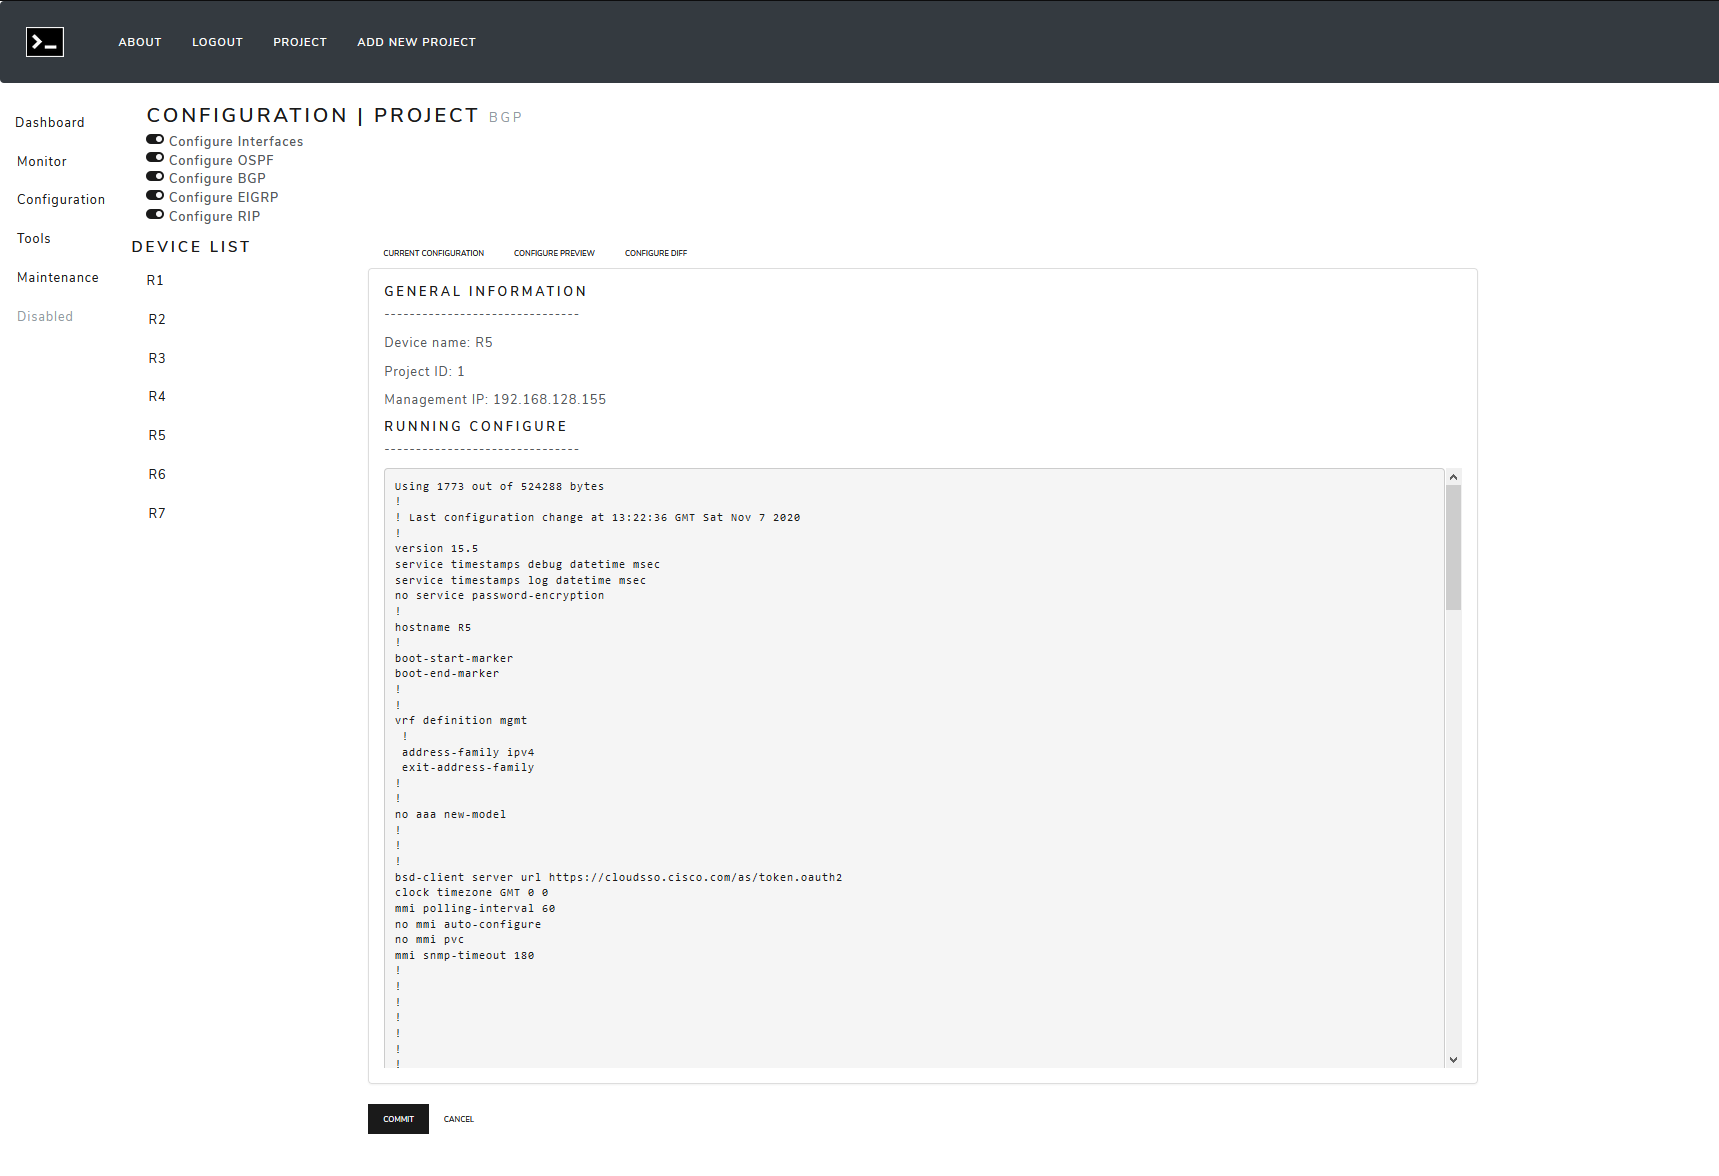 ABOUT LOGOUT PROJECT ADD NEW PROJECT
Dashboard
Monitor
Configuration
Tools
Maintenance
Disabled
CONFIGURATION | PROJECT BGP
Configure Interfaces
Configure OSPF
Configure BGP
Configure EIGRP
Configure RIP
DEVICE LIST
R1
R2
R3
R4
R5
R6
R7
CURRENT CONFIGURATION CONFIGURE PREVIEW CONFIGURE DIFF
GENERAL INFORMATION
-------------------------------
Device name: R5
Project ID: 1
Management IP: 192.168.128.155
RUNNING CONFIGURE
-------------------------------
Using 1773 out of 524288 bytes
!
! Last configuration change at 13:22:36 GMT Sat Nov 7 2020
!
version 15.5
service timestamps debug datetime msec
service timestamps log datetime msec
no service password-encryption
!
hostname R5
!
boot-start-marker
boot-end-marker
!
!
vrf definition mgmt
 !
 address-family ipv4
 exit-address-family
!
!
no aaa new-model
!
!
!
bsd-client server url https://cloudsso.cisco.com/as/token.oauth2
clock timezone GMT 0 0
mmi polling-interval 60
no mmi auto-configure
no mmi pvc
mmi snmp-timeout 180
!
!
!
!
!
!
!
COMMIT CANCEL